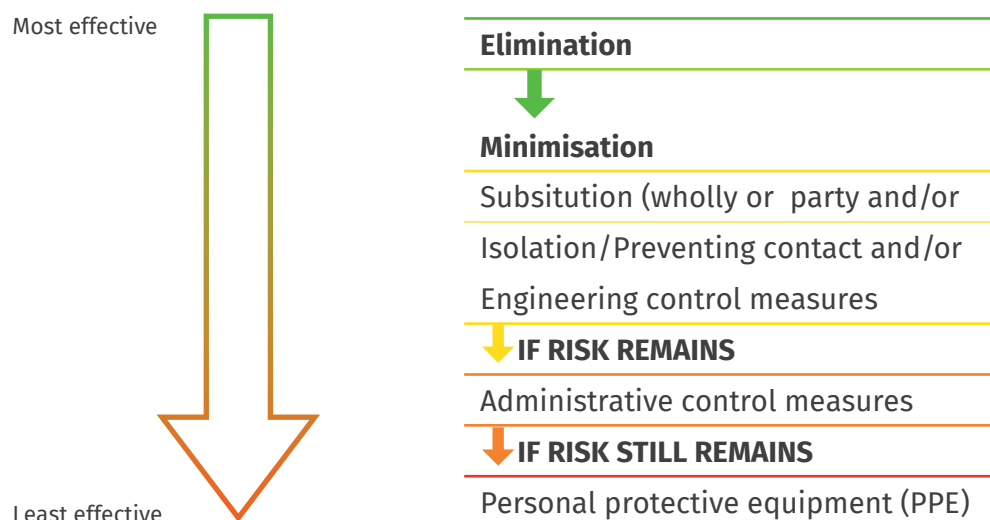 Most effective
Elimination
Minimisation
Subsitution (wholly or party and/or
Isolation/Preventing contact and/or
Engineering control measures
IF RISK REMAINS
Administrative control measures
IF RISK STILL REMAINS
Personal protective equipment (PPE)
Least effective